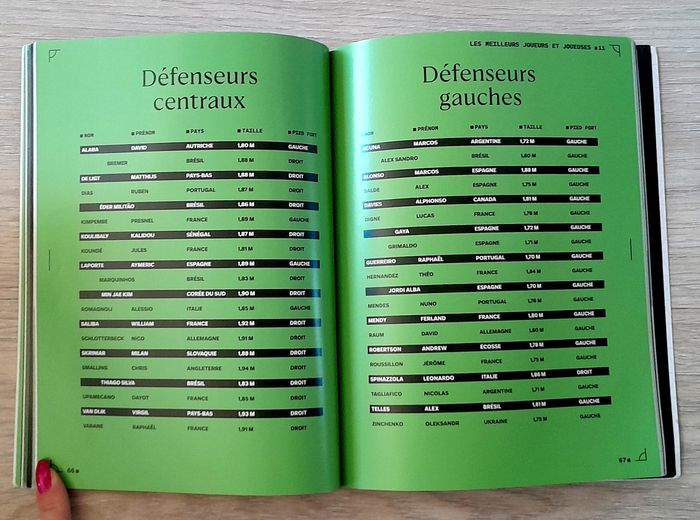 Défenseurs
centraux
NOM PRÉNOM PAYS TAILLE PIED FORT
ALABA DAVID AUTRICHE 1,80 M GAUCHE
BREMER BRÉSIL 1,88 M DROIT
DE LIGT MATTHIJS PAYS-BAS 1,88 M DROIT
DIAS RUBEN PORTUGAL 1,87 M DROIT
ÉDER MILITÃO BRÉSIL 1,86 M DROIT
KIMPEMBE PRESNEL FRANCE 1,89 M GAUCHE
KOULIBALY KALIDOU SÉNÉGAL 1,87 M DROIT
KOUNDÉ JULES FRANCE 1,81 M DROIT
LAPORTE AYMERIC ESPAGNE 1,89 M GAUCHE
MARQUINHOS BRÉSIL 1,83 M DROIT
MIN JAE KIM CORÉE DU SUD 1,90 M DROIT
ROMAGNOLI ALESSIO ITALIE 1,85 M GAUCHE
SALIBA WILLIAM FRANCE 1,92 M DROIT
SCHLOTTERBECK NICO ALLEMAGNE 1,91 M DROIT
SKRINIAR MILAN SLOVAQUIE 1,88 M DROIT
SMALLING CHRIS ANGLETERRE 1,94 M DROIT
THIAGO SILVA BRÉSIL 1,83 M DROIT
UPAMECANO DAYOT FRANCE 1,85 M DROIT
VAN DIJK VIRGIL PAYS-BAS 1,93 M DROIT
VARANE RAPHAËL FRANCE 1,91 M DROIT
66
LES MEILLEURS JOUEURS ET JOUEUSES #11
Défenseurs
gauches
NOM PRÉNOM PAYS TAILLE PIED FORT
MARCOS ARGENTINE 1,72 M GAUCHE
ALEX SANDRO BRÉSIL 1,80 M GAUCHE
ALONSO MARCOS ESPAGNE 1,88 M GAUCHE
BALDE ALEX ESPAGNE 1,75 M GAUCHE
DAVIES ALPHONSO CANADA 1,81 M GAUCHE
DIGNE LUCAS FRANCE 1,78 M GAUCHE
GAYA ESPAGNE 1,72 M GAUCHE
GRIMALDO ESPAGNE 1,71 M GAUCHE
GUERREIRO RAPHAËL PORTUGAL 1,70 M GAUCHE
HERNANDEZ THÉO FRANCE 1,84 M GAUCHE
JORDI ALBA ESPAGNE 1,70 M GAUCHE
MENDES NUNO PORTUGAL 1,76 M GAUCHE
MENDY FERLAND FRANCE 1,80 M GAUCHE
RAUM DAVID ALLEMAGNE 1,80 M GAUCHE
ROBERTSON ANDREW ÉCOSSE 1,78 M GAUCHE
ROUSSILLON JÉRÔME FRANCE 1,75 M GAUCHE
SPINAZZOLA LEONARDO ITALIE 1,86 M DROIT
TAGLIAFICO NICOLAS ARGENTINE 1,71 M GAUCHE
TELLES ALEX BRÉSIL 1,81 M GAUCHE
ZINCHENKO OLEKSANDR UKRAINE 1,75 M GAUCHE
67